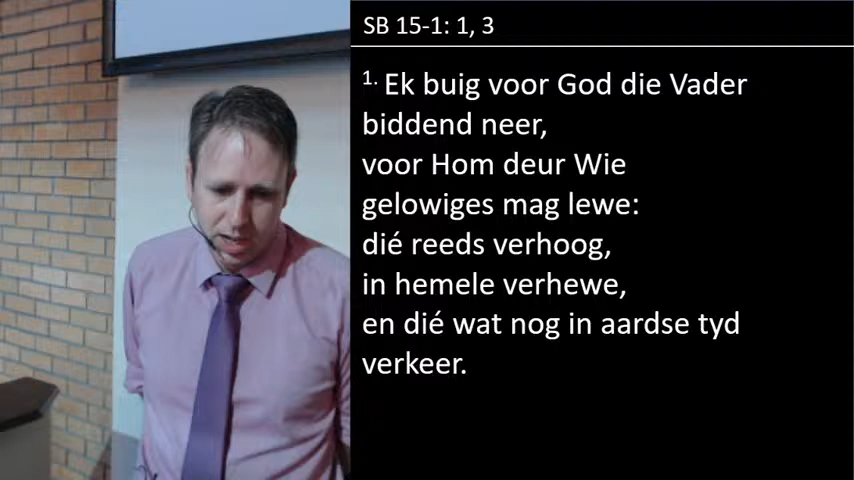 SB 15-1: 1, 3
1. Ek buig voor God die Vader
biddend neer,
voor Hom deur Wie
gelowiges mag lewe:
dié reeds verhoog,
in hemele verhewe,
en dié wat nog in aardse tyd
verkeer.